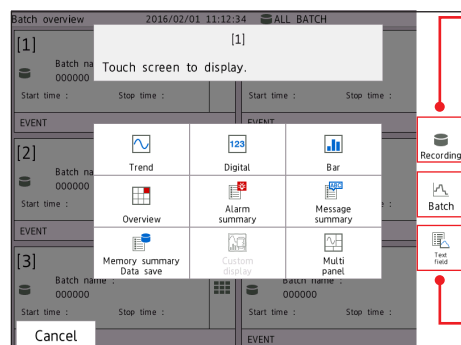 Batch overview 2016/02/01 11:12:34 ALL BATCH
[1]
[1]
Touch screen to display.
Batch na
000000
Start time : Stop time :
Start time : Stop time :
EVENT
EVENT
[2]
Batch na
000000
Start time :
e :
EVENT
Trend
123
Digital
Bar
Overview
Alarm
summary
ABC
Message
summary
Memory summary
Data save
Custom
display
Multi
panel
Recording
Batch
Text
field
[3]
Batch name :
000000
Start time : Stop time :
Batch name :
000000
Start time : Stop time :
EVENT
Cancel